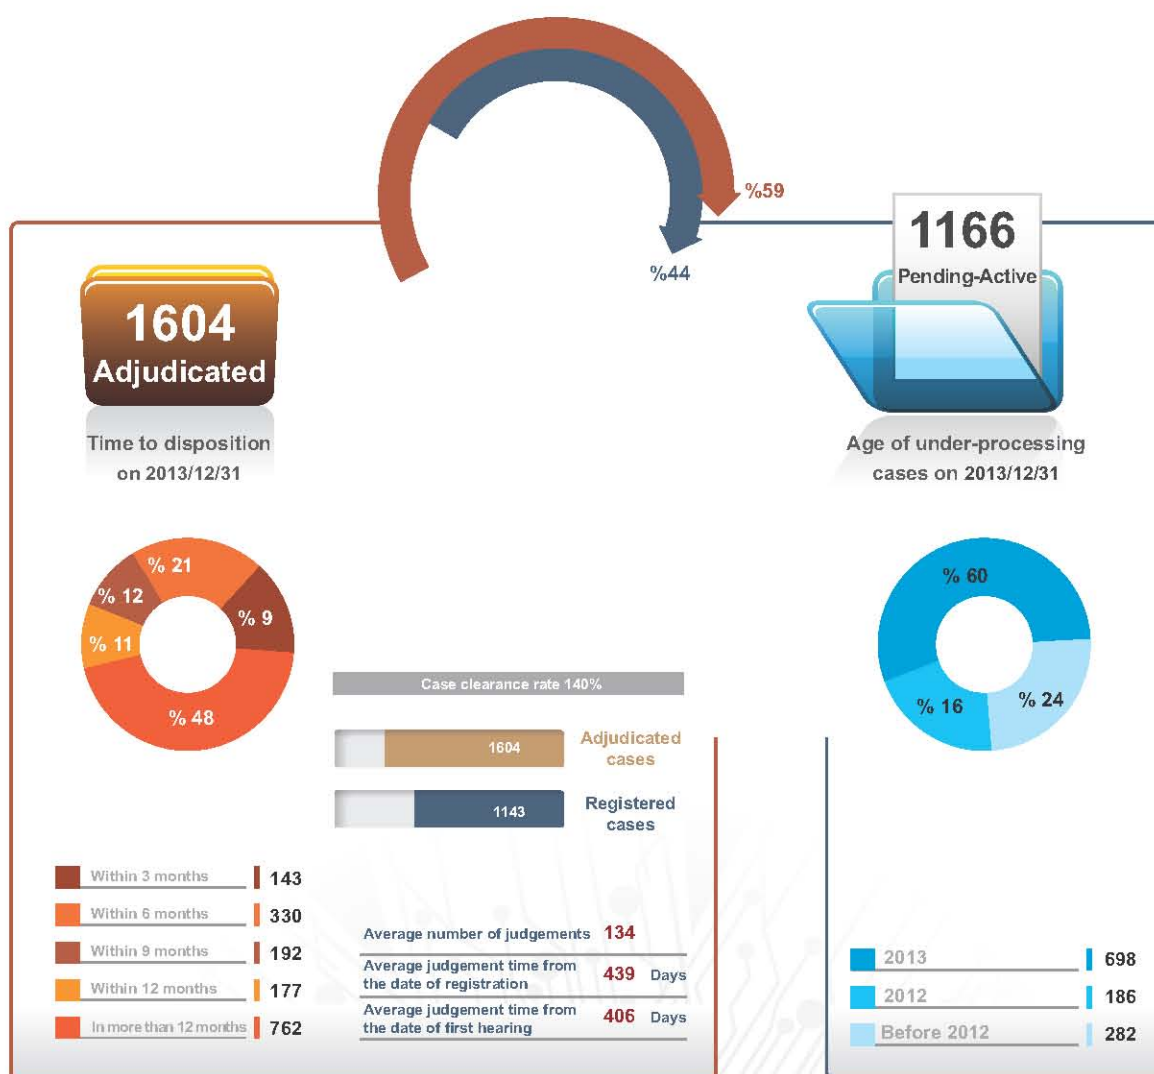 %59
%44
1604
Adjudicated
Time to disposition
on 2013/12/31
1166
Pending-Active
Age of under-processing
cases on 2013/12/31
% 21
% 12
% 9
% 11
% 48
% 60
% 16
% 24
Case clearance rate 140%
1604
Adjudicated
cases
1143
Registered
cases
Within 3 months 143
Within 6 months 330
Within 9 months 192
Within 12 months 177
In more than 12 months 762
Average number of judgements 134
Average judgement time from
the date of registration 439 Days
Average judgement time from
the date of first hearing 406 Days
2013 698
2012 186
Before 2012 282